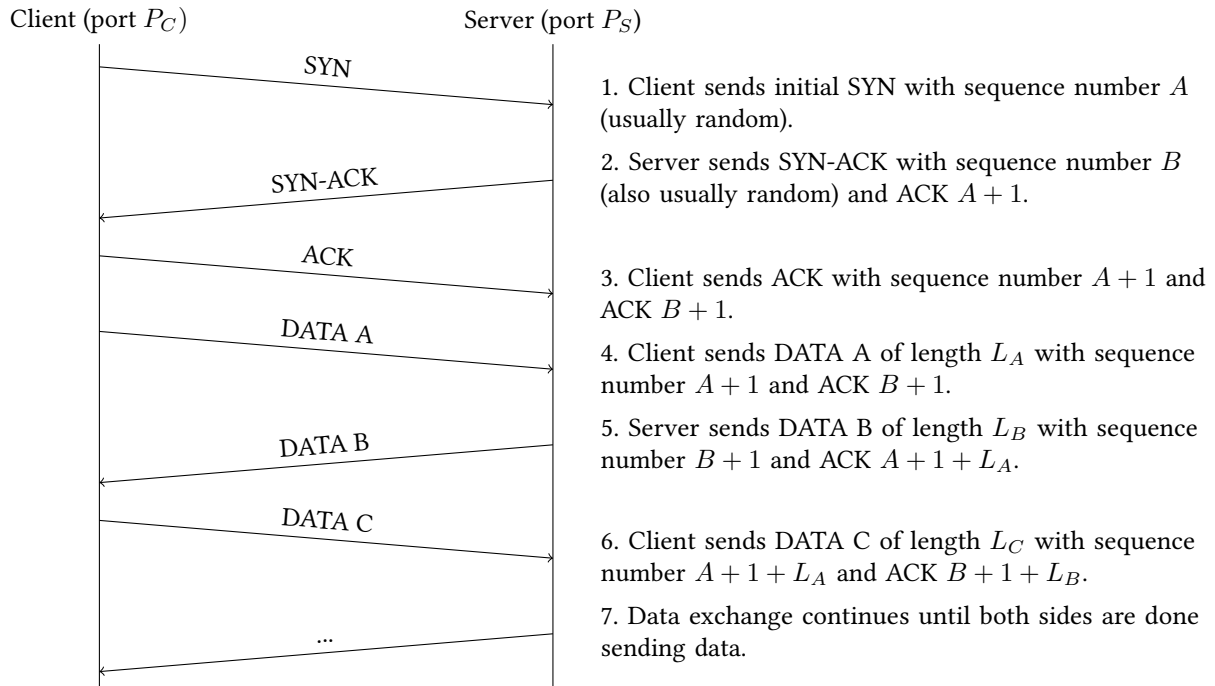 Client (port P_C)
Server (port P_S)
SYN
1. Client sends initial SYN with sequence number A
(usually random).
SYN-ACK
2. Server sends SYN-ACK with sequence number B
(also usually random) and ACK A + 1.
ACK
3. Client sends ACK with sequence number A + 1 and
ACK B + 1.
DATA A
4. Client sends DATA A of length L_A with sequence
number A + 1 and ACK B + 1.
DATA B
5. Server sends DATA B of length L_B with sequence
number B + 1 and ACK A + 1 + L_A.
DATA C
6. Client sends DATA C of length L_C with sequence
number A + 1 + L_A and ACK B + 1 + L_B.
...
7. Data exchange continues until both sides are done
sending data.